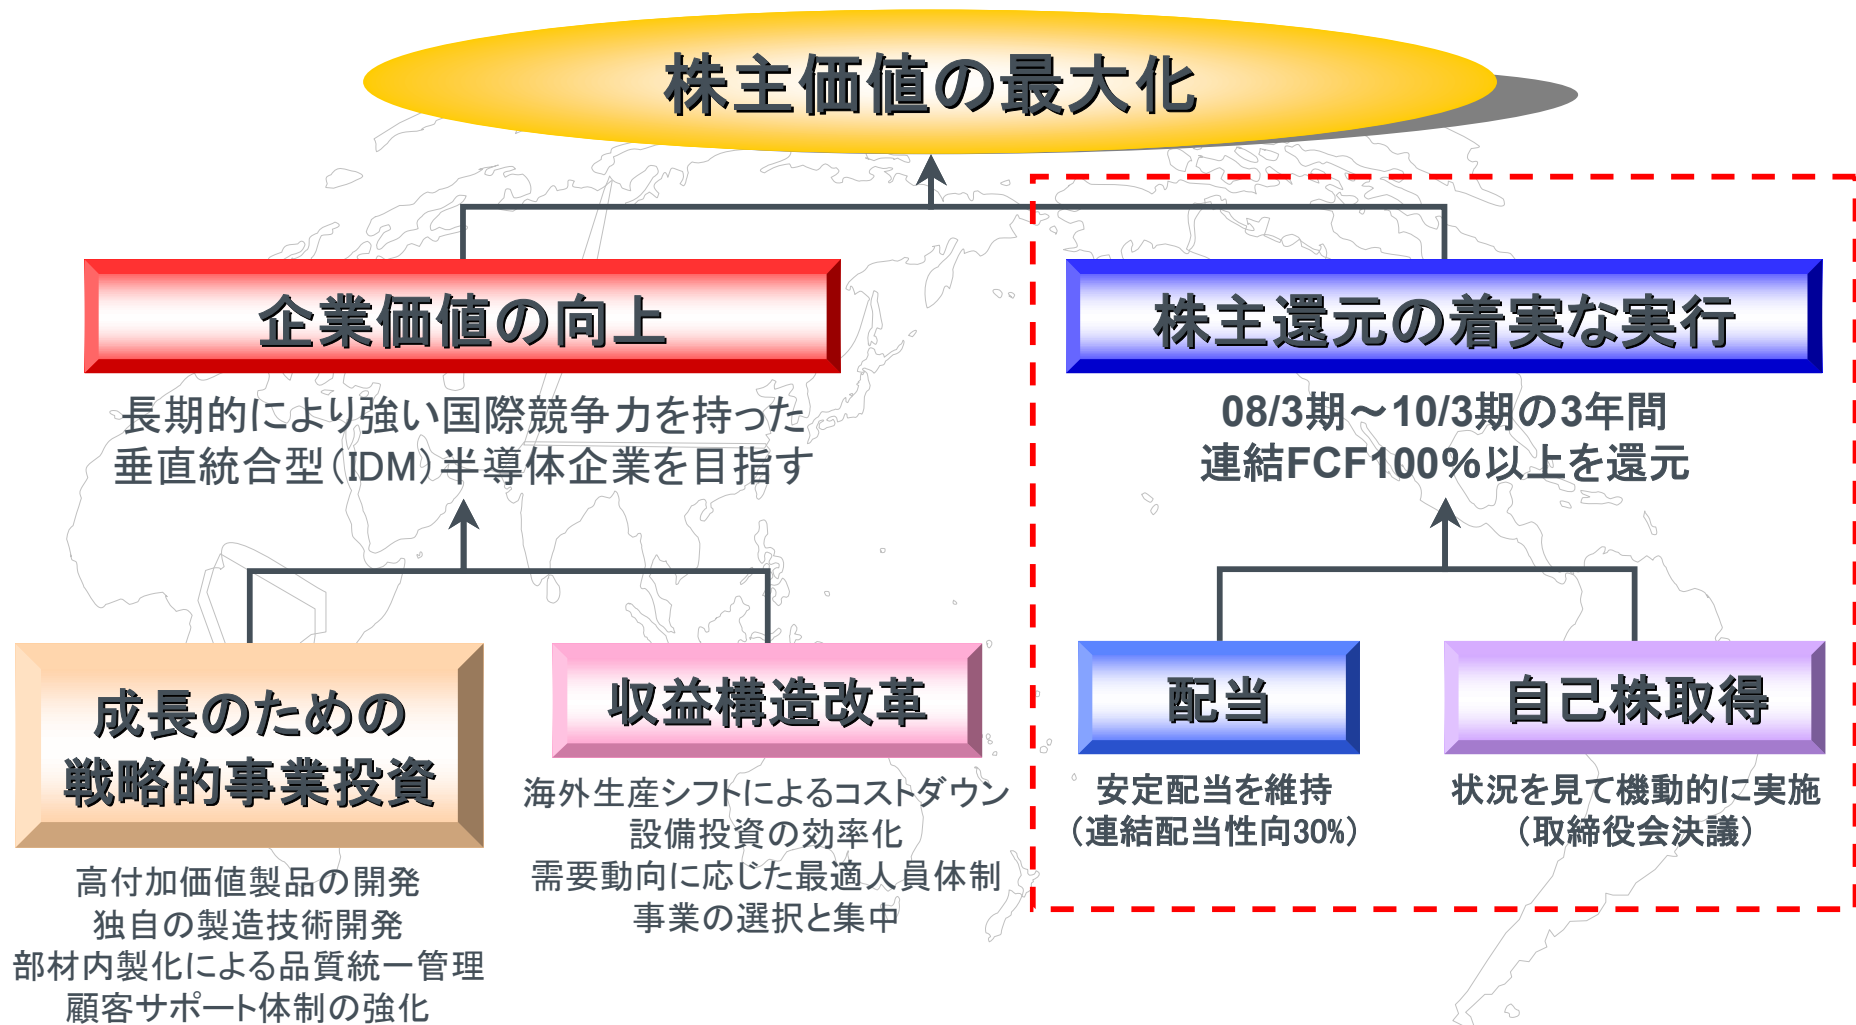 株主価値の最大化
企業価値の向上
長期的により強い国際競争力を持った
垂直統合型（IDM）半導体企業を目指す
成長のための
戦略的事業投資
高付加価値製品の開発
独自の製造技術開発
部材内製化による品質統一管理
顧客サポート体制の強化
収益構造改革
海外生産シフトによるコストダウン
設備投資の効率化
需要動向に応じた最適人員体制
事業の選択と集中
株主還元の着実な実行
08/3期～10/3期の3年間
連結FCF100％以上を還元
配当
安定配当を維持
（連結配当性向30%）
自己株取得
状況を見て機動的に実施
（取締役会決議）